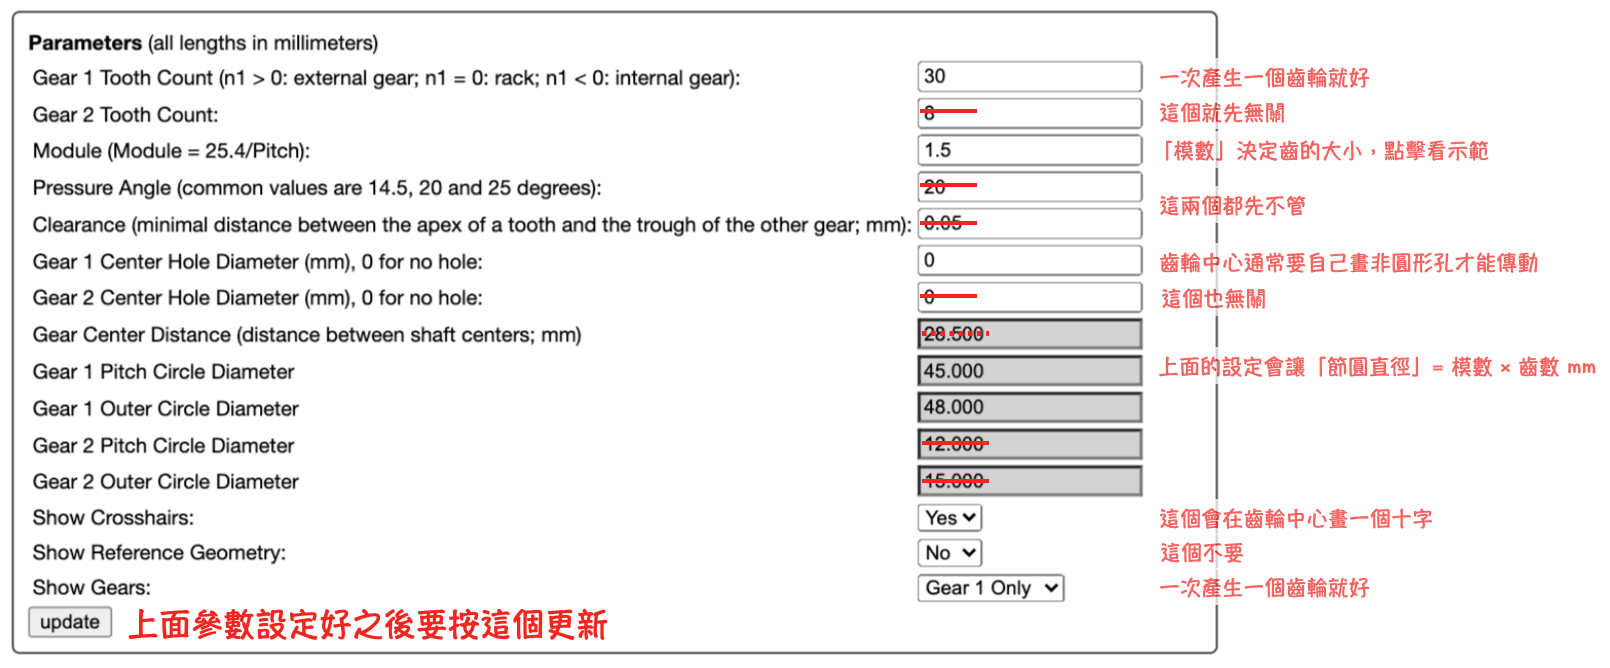 Parameters (all lengths in millimeters)
Gear 1 Tooth Count (n1 > 0: external gear; n1 = 0: rack; n1 < 0: internal gear): 30 一次產生一個齒輪就好
Gear 2 Tooth Count: 8 這個就先無關
Module (Module = 25.4/Pitch): 1.5 「模數」決定齒的大小，點擊看示範
Pressure Angle (common values are 14.5, 20 and 25 degrees): 20
這兩個都先不管
Clearance (minimal distance between the apex of a tooth and the trough of the other gear; mm): 0.05
Gear 1 Center Hole Diameter (mm), 0 for no hole: 0 齒輪中心通常要自己畫非圓形孔才能傳動
Gear 2 Center Hole Diameter (mm), 0 for no hole: 0 這個也無關
Gear Center Distance (distance between shaft centers; mm) 28.500
Gear 1 Pitch Circle Diameter 45.000 上面的設定會讓「節圓直徑」= 模數 × 齒數 mm
Gear 1 Outer Circle Diameter 48.000
Gear 2 Pitch Circle Diameter 12.000
Gear 2 Outer Circle Diameter 15.000
Show Crosshairs: Yes 這個會在齒輪中心畫一個十字
Show Reference Geometry: No 這個不要
Show Gears: Gear 1 Only 一次產生一個齒輪就好
update 上面參數設定好之後要按這個更新